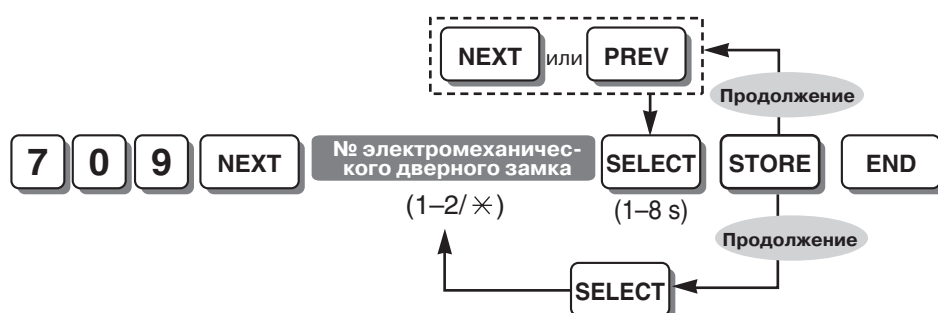 NEXT или PREV
Продолжение
7 0 9 NEXT № электромеханичес-
кого дверного замка SELECT STORE END
(1–2/✳) (1–8 s)
Продолжение
SELECT